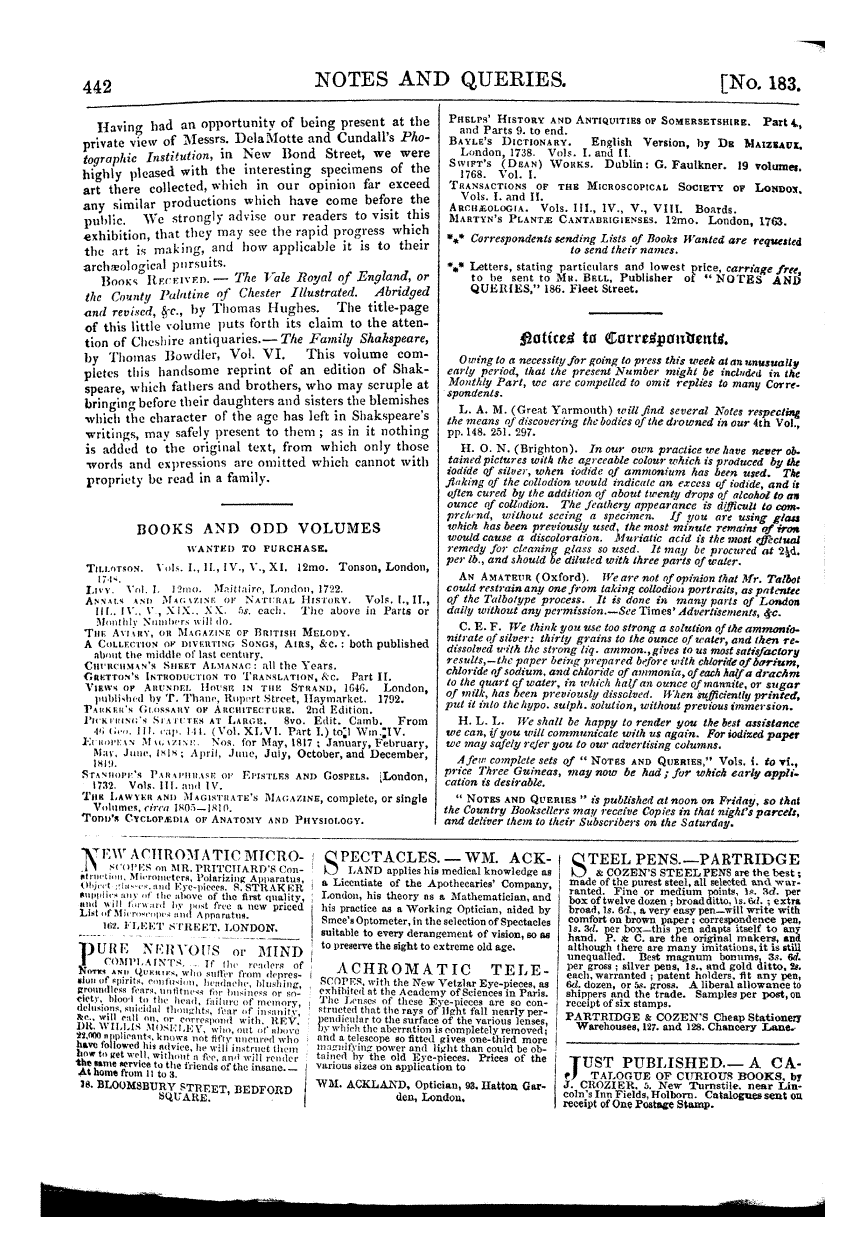 442
NOTES AND QUERIES.
[No. 183.
Having had an opportunity of being present at the
private view of Messrs. DelaMotte and Cundall's Pho-
tographic Institution, in New Bond Street, we were
highly pleased with the interesting specimens of the
art there collected, which in our opinion far exceed
any similar productions which have come before the
public. We strongly advise our readers to visit this
exhibition, that they may see the rapid progress which
the art is making, and how applicable it is to their
archæological pursuits.
BOOKS RECEIVED. — The Vale Royal of England, or
the County Palatine of Chester Illustrated. Abridged
and revised, &c., by Thomas Hughes. The title-page
of this little volume puts forth its claim to the atten-
tion of Cheshire antiquaries.— The Family Shakspeare,
by Thomas Bowdler, Vol. VI. This volume com-
pletes this handsome reprint of an edition of Shak-
speare, which fathers and brothers, who may scruple at
bringing before their daughters and sisters the blemishes
which the character of the age has left in Shakspeare's
writings, may safely present to them; as in it nothing
is added to the original text, from which only those
words and expressions are omitted which cannot with
propriety be read in a family.
BOOKS AND ODD VOLUMES
WANTED TO PURCHASE.
TILLOTSON. Vols. I., II., IV., V., XI. 12mo. Tonson, London,
1748.
LIVY. Vol. I. 12mo. Maittaire, London, 1722.
ANNALS AND MAGAZINE OF NATURAL HISTORY. Vols. I., II.,
III., IV., V., XIX., XX. 5s. each. The above in Parts or
Monthly Numbers will do.
THE AVIARY, OR MAGAZINE OF BRITISH MELODY.
A COLLECTION OF DIVERTING SONGS, AIRS, &c.: both published
about the middle of last century.
CHURCHMAN'S SHEET ALMANAC: all the Years.
GRETTON'S INTRODUCTION TO TRANSLATION, &c. Part II.
VIEWS OF ARUNDEL HOUSE IN THE STRAND, 1646. London,
published by T. Thane, Rupert Street, Haymarket. 1792.
PARKER'S GLOSSARY OF ARCHITECTURE. 2nd Edition.
PICKERING'S STATUTES AT LARGE. 8vo. Edit. Camb. From
46 Geo. III. cap. 144. (Vol. XLVI. Part I.) to 1 Wm. IV.
EUROPEAN MAGAZINE. Nos. for May, 1817; January, February,
May, June, 1818; April, June, July, October, and December,
1819.
STANHOPE'S PARAPHRASE OF EPISTLES AND GOSPELS. London,
1732. Vols. III. and IV.
THE LAWYER AND MAGISTRATE'S MAGAZINE, complete, or single
Volumes, circa 1805—1810.
TODD'S CYCLOPÆDIA OF ANATOMY AND PHYSIOLOGY.
PHELPS' HISTORY AND ANTIQUITIES OF SOMERSETSHIRE. Part 4.,
and Parts 9. to end.
BAYLE'S DICTIONARY. English Version, by DE MAIZEAUX.
London, 1738. Vols. I. and II.
SWIFT'S (DEAN) WORKS. Dublin: G. Faulkner. 19 volumes.
1768. Vol. I.
TRANSACTIONS OF THE MICROSCOPICAL SOCIETY OF LONDON.
Vols. I. and II.
ARCHÆOLOGIA. Vols. III., IV., V., VIII. Boards.
MARTYN'S PLANTÆ CANTABRIGIENSES. 12mo. London, 1763.
*** Correspondents sending Lists of Books Wanted are requested
to send their names.
*** Letters, stating particulars and lowest price, carriage free,
to be sent to MR. BELL, Publisher of "NOTES AND
QUERIES," 186. Fleet Street.
Notices to Correspondents.
Owing to a necessity for going to press this week at an unusually
early period, that the present Number might be included in the
Monthly Part, we are compelled to omit replies to many Corre-
spondents.
L. A. M. (Great Yarmouth) will find several Notes respecting
the means of discovering the bodies of the drowned in our 4th Vol.,
pp. 148. 251. 297.
H. O. N. (Brighton). In our own practice we have never ob-
tained pictures with the agreeable colour which is produced by the
iodide of silver, when iodide of ammonium has been used. The
flaking of the collodion would indicate an excess of iodide, and is
often cured by the addition of about twenty drops of alcohol to an
ounce of collodion. The feathery appearance is difficult to com-
prehend, without seeing a specimen. If you are using glass
which has been previously used, the most minute remains of iron
would cause a discoloration. Muriatic acid is the most effectual
remedy for cleaning glass so used. It may be procured at 2½d.
per lb., and should be diluted with three parts of water.
AN AMATEUR (Oxford). We are not of opinion that Mr. Talbot
could restrain any one from taking collodion portraits, as patentee
of the Talbotype process. It is done in many parts of London
daily without any permission.—See Times' Advertisements, &c.
C. E. F. We think you use too strong a solution of the ammonio-
nitrate of silver: thirty grains to the ounce of water, and then re-
dissolved with the strong liq. ammon., gives to us most satisfactory
results,—the paper being prepared before with chloride of barium,
chloride of sodium, and chloride of ammonia, of each half a drachm
to the quart of water, in which half an ounce of mannite, or sugar
of milk, has been previously dissolved. When sufficiently printed,
put it into the hypo. sulph. solution, without previous immersion.
H. L. L. We shall be happy to render you the best assistance
we can, if you will communicate with us again. For iodized paper
we may safely refer you to our advertising columns.
A few complete sets of "NOTES AND QUERIES," Vols. i. to vi.,
price Three Guineas, may now be had; for which early appli-
cation is desirable.
"NOTES AND QUERIES" is published at noon on Friday, so that
the Country Booksellers may receive Copies in that night's parcels,
and deliver them to their Subscribers on the Saturday.
NEW ACHROMATIC MICRO-
SCOPES on MR. PRITCHARD'S Con-
struction, Micrometers, Polarizing Apparatus,
Object-glasses, and Eye-pieces. S. STRAKER
supplies any of the above of the first quality,
and will forward by post free a new priced
List of Microscopes and Apparatus.
162. FLEET STREET, LONDON.
PURE NERVOUS or MIND
COMPLAINTS. — If the readers of
NOTES AND QUERIES, who suffer from depres-
sion of spirits, confusion, headache, blushing,
groundless fears, unfitness for business or so-
ciety, blood to the head, failure of memory,
delusions, suicidal thoughts, fear of insanity,
&c., will call on, or correspond with, REV.
DR. WILLIS MOSELEY, who, out of above
22,000 applicants, knows not fifty uncured who
have followed his advice, he will instruct them
how to get well, without a fee, and will render
the same service to the friends of the insane.—
At home from 11 to 3.
18. BLOOMSBURY STREET, BEDFORD
SQUARE.
SPECTACLES. — WM. ACK-
LAND applies his medical knowledge as
a Licentiate of the Apothecaries' Company,
London, his theory as a Mathematician, and
his practice as a Working Optician, aided by
Smee's Optometer, in the selection of Spectacles
suitable to every derangement of vision, so as
to preserve the sight to extreme old age.
ACHROMATIC TELE-
SCOPES, with the New Vetzlar Eye-pieces, as
exhibited at the Academy of Sciences in Paris.
The Lenses of these Eye-pieces are so con-
structed that the rays of light fall nearly per-
pendicular to the surface of the various lenses,
by which the aberration is completely removed;
and a telescope so fitted gives one-third more
magnifying power and light than could be ob-
tained by the old Eye-pieces. Prices of the
various sizes on application to
WM. ACKLAND, Optician, 93. Hatton Gar-
den, London.
STEEL PENS.—PARTRIDGE
& COZEN'S STEEL PENS are the best;
made of the purest steel, all selected and war-
ranted. Fine or medium points, 1s. 3d. per
box of twelve dozen; broad ditto, 1s. 6d.; extra
broad, 1s. 6d., a very easy pen—will write with
comfort on brown paper; correspondence pen,
1s. 3d. per box—this pen adapts itself to any
hand. P. & C. are the original makers, and
although there are many imitations, it is still
unequalled. Best magnum bonums, 3s. 6d.
per gross; silver pens, 1s., and gold ditto, 2s.
each, warranted; patent holders, fit any pen,
6d. dozen, or 5s. gross. A liberal allowance to
shippers and the trade. Samples per post, on
receipt of six stamps.
PARTRIDGE & COZEN'S Cheap Stationery
Warehouses, 127. and 128. Chancery Lane.
JUST PUBLISHED.— A CA-
TALOGUE OF CURIOUS BOOKS, by
J. CROZIER, 5. New Turnstile, near Lin-
coln's Inn Fields, Holborn. Catalogues sent on
receipt of One Postage Stamp.